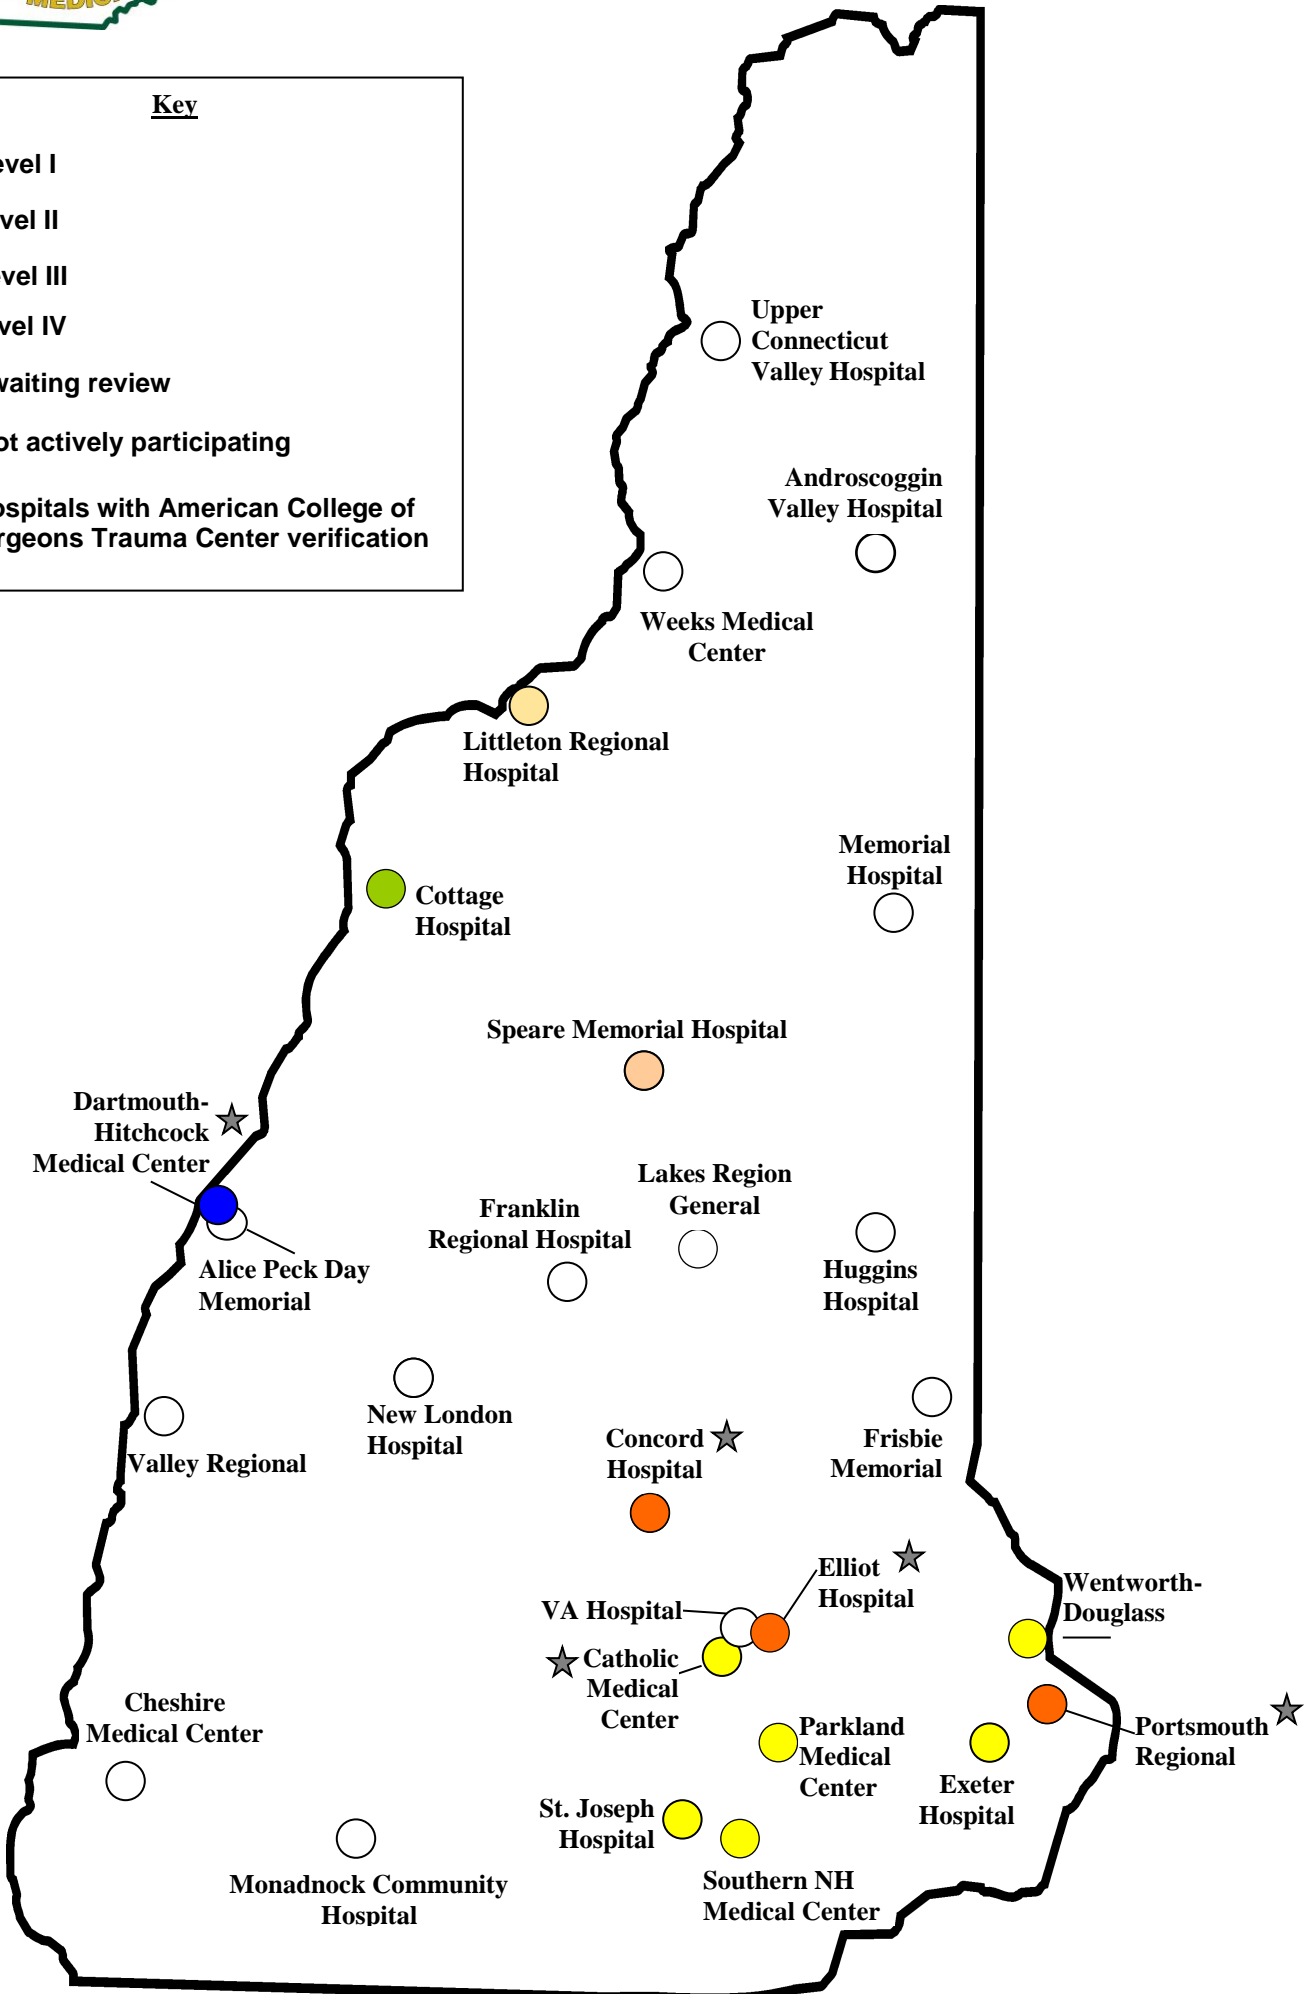 MEDIC
Key
evel I
vel II
evel III
vel IV
waiting review
ot actively participating
ospitals with American College of
rgeons Trauma Center verification
Upper
Connecticut
Valley Hospital
Androscoggin
Valley Hospital
Weeks Medical
Center
Littleton Regional
Hospital
Memorial
Hospital
Cottage
Hospital
Speare Memorial Hospital
Dartmouth-
Hitchcock
Medical Center
Lakes Region
General
Franklin
Regional Hospital
Alice Peck Day
Memorial
Huggins
Hospital
New London
Hospital
Valley Regional
Concord
Hospital
Frisbie
Memorial
Elliot
Hospital
Wentworth-
Douglass
VA Hospital
Catholic
Medical
Center
Cheshire
Medical Center
Parkland
Medical
Center
Portsmouth
Regional
Exeter
Hospital
St. Joseph
Hospital
Southern NH
Medical Center
Monadnock Community
Hospital